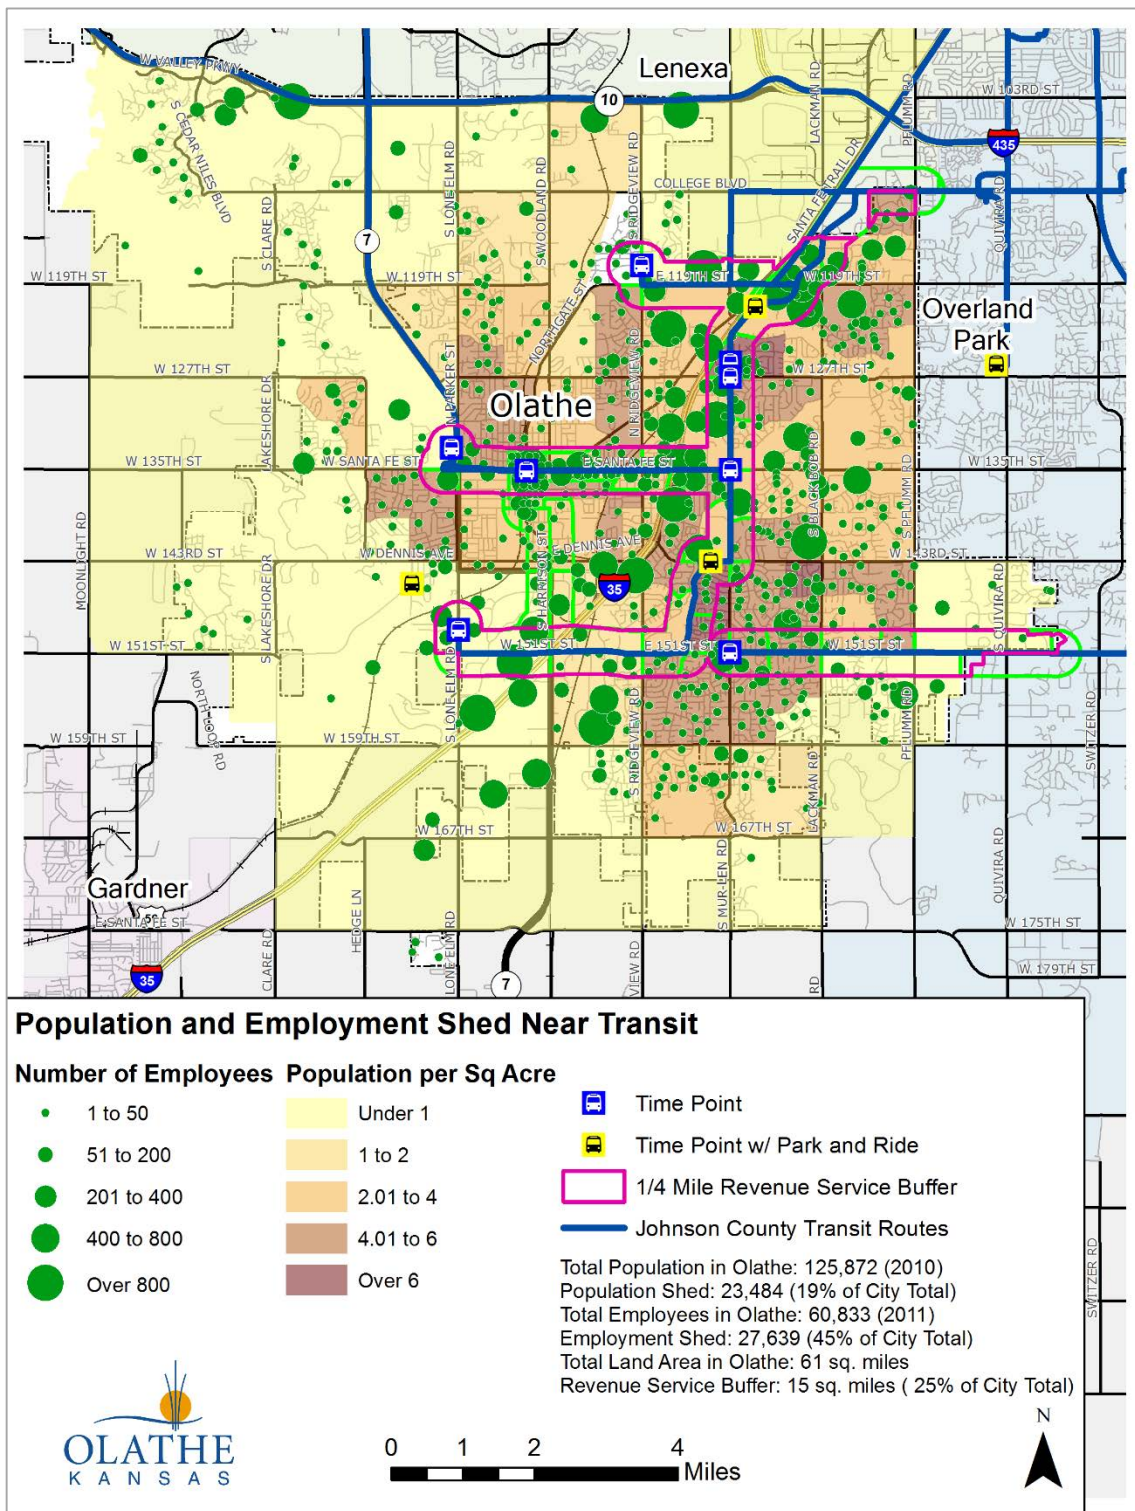 Lenexa
W VALLEY PKWY
10
W 103RD ST
LACKMAN RD
PFLUMM RD
435
S CEDAR NILES BLVD
S LONE ELM RD
S WOODLAND RD
S RIDGEVIEW RD
COLLEGE BLVD
SANTA FE TRAIL DR
QUIVIRA RD
S CLARE RD
7
W 119TH ST
W 119TH ST
E 119TH ST
W 119TH ST
NORTHGATE ST
Overland
Park
W 127TH ST
W 127TH ST
N PARKER ST
N RIDGEVIEW RD
LAKESHORE DR
Olathe
W 135TH ST
W SANTA FE ST
E SANTA FE ST
S BLACK BOB RD
S PFLUMM RD
W 135TH ST
MOONLIGHT RD
W 143RD ST
W DENNIS AVE
E DENNIS AVE
W 143RD ST
S LAKESHORE DR
S HARRISON ST
35
S QUIVIRA RD
W 151ST ST
W 151ST ST
E 151ST ST
W 151ST ST
NORTH LOOP RD
S LONE ELM RD
S RIDGEVIEW RD
PFLUMM RD
SWITZER RD
W 159TH ST
W 159TH ST
LACKMAN RD
W 167TH ST
W 167TH ST
S MUR-LEN RD
QUIVIRA RD
Gardner
E SANTA FE ST
HEDGE LN
W 175TH ST
CLARE RD
LONE ELM RD
VIEW RD
RD
W 179TH ST
35
7
Population and Employment Shed Near Transit
Number of Employees
1 to 50
51 to 200
201 to 400
400 to 800
Over 800
Population per Sq Acre
Under 1
1 to 2
2.01 to 4
4.01 to 6
Over 6
Time Point
Time Point w/ Park and Ride
1/4 Mile Revenue Service Buffer
Johnson County Transit Routes
Total Population in Olathe: 125,872 (2010)
Population Shed: 23,484 (19% of City Total)
Total Employees in Olathe: 60,833 (2011)
Employment Shed: 27,639 (45% of City Total)
Total Land Area in Olathe: 61 sq. miles
Revenue Service Buffer: 15 sq. miles ( 25% of City Total)
SWITZER RD
OLATHE
KANSAS
0 1 2 4
Miles
N